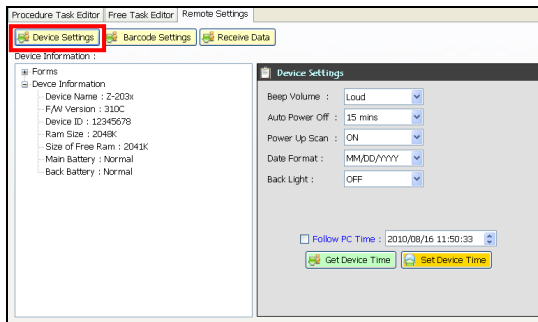 Procedure Task Editor Free Task Editor Remote Settings
Device Settings Barcode Settings Receive Data
Device Information :
Forms
Devce Information
Device Name : Z-203x
F/W Version : 310C
Device ID : 12345678
Ram Size : 2048K
Size of Free Ram : 2041K
Main Battery : Normal
Back Battery : Normal
Device Settings
Beep Volume : Loud
Auto Power Off : 15 mins
Power Up Scan : ON
Date Format : MM/DD/YYYY
Back Light : OFF
Follow PC Time : 2010/08/16 11:50:33
Get Device Time Set Device Time